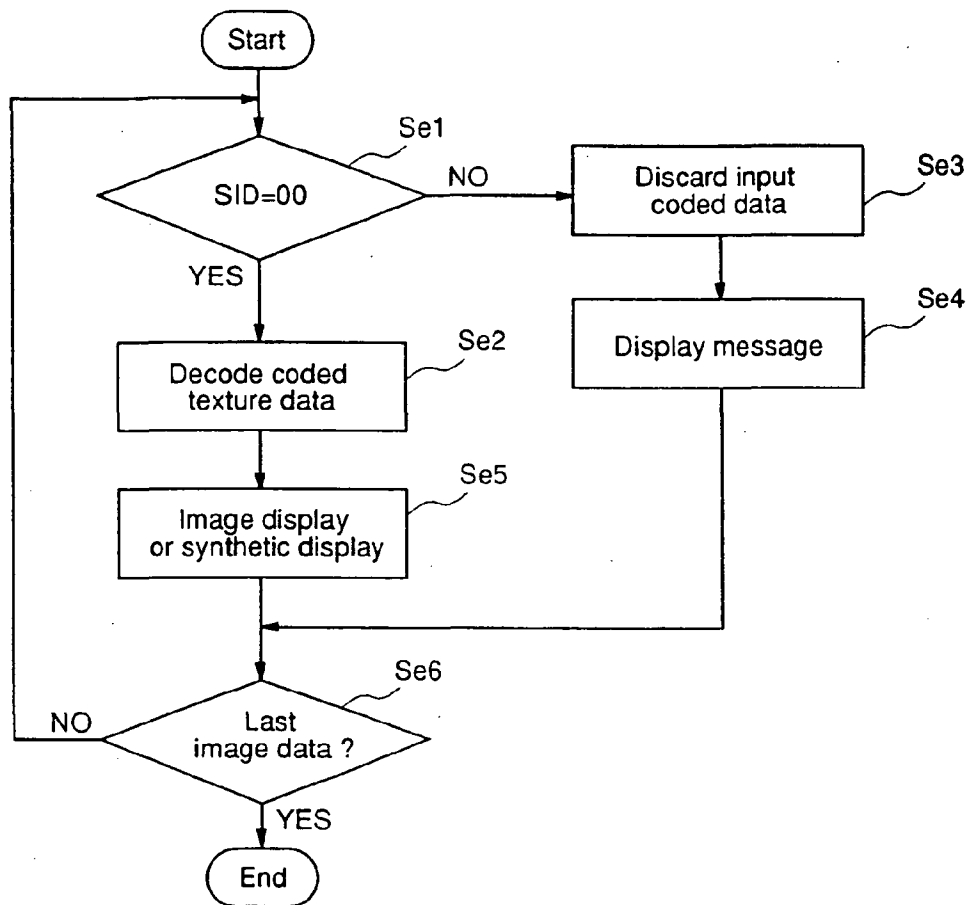 Start
Se1
SID=00
NO
Se3
Discard input
coded data
YES
Se4
Display message
Se2
Decode coded
texture data
Se5
Image display
or synthetic display
Se6
NO
Last
image data ?
YES
End